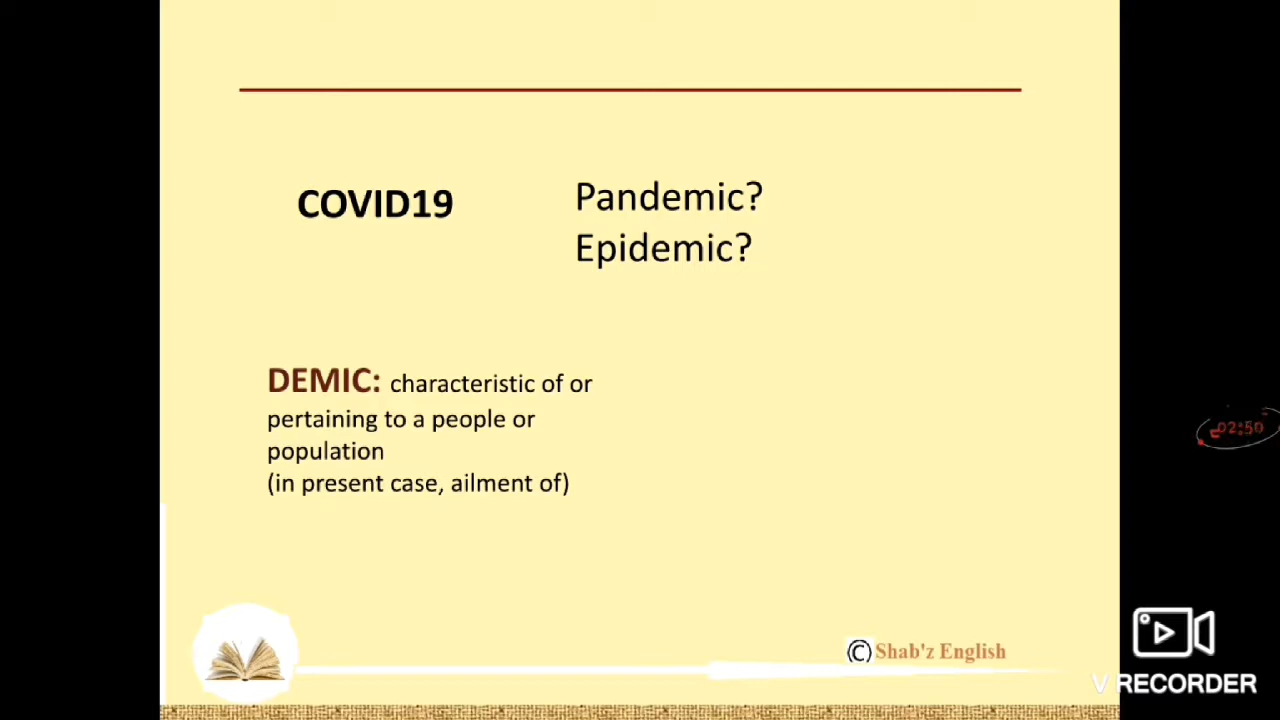 COVID19
Pandemic?
Epidemic?
DEMIC: characteristic of or
pertaining to a people or
population
(in present case, ailment of)
02:50
© Shab'z English
V RECORDER